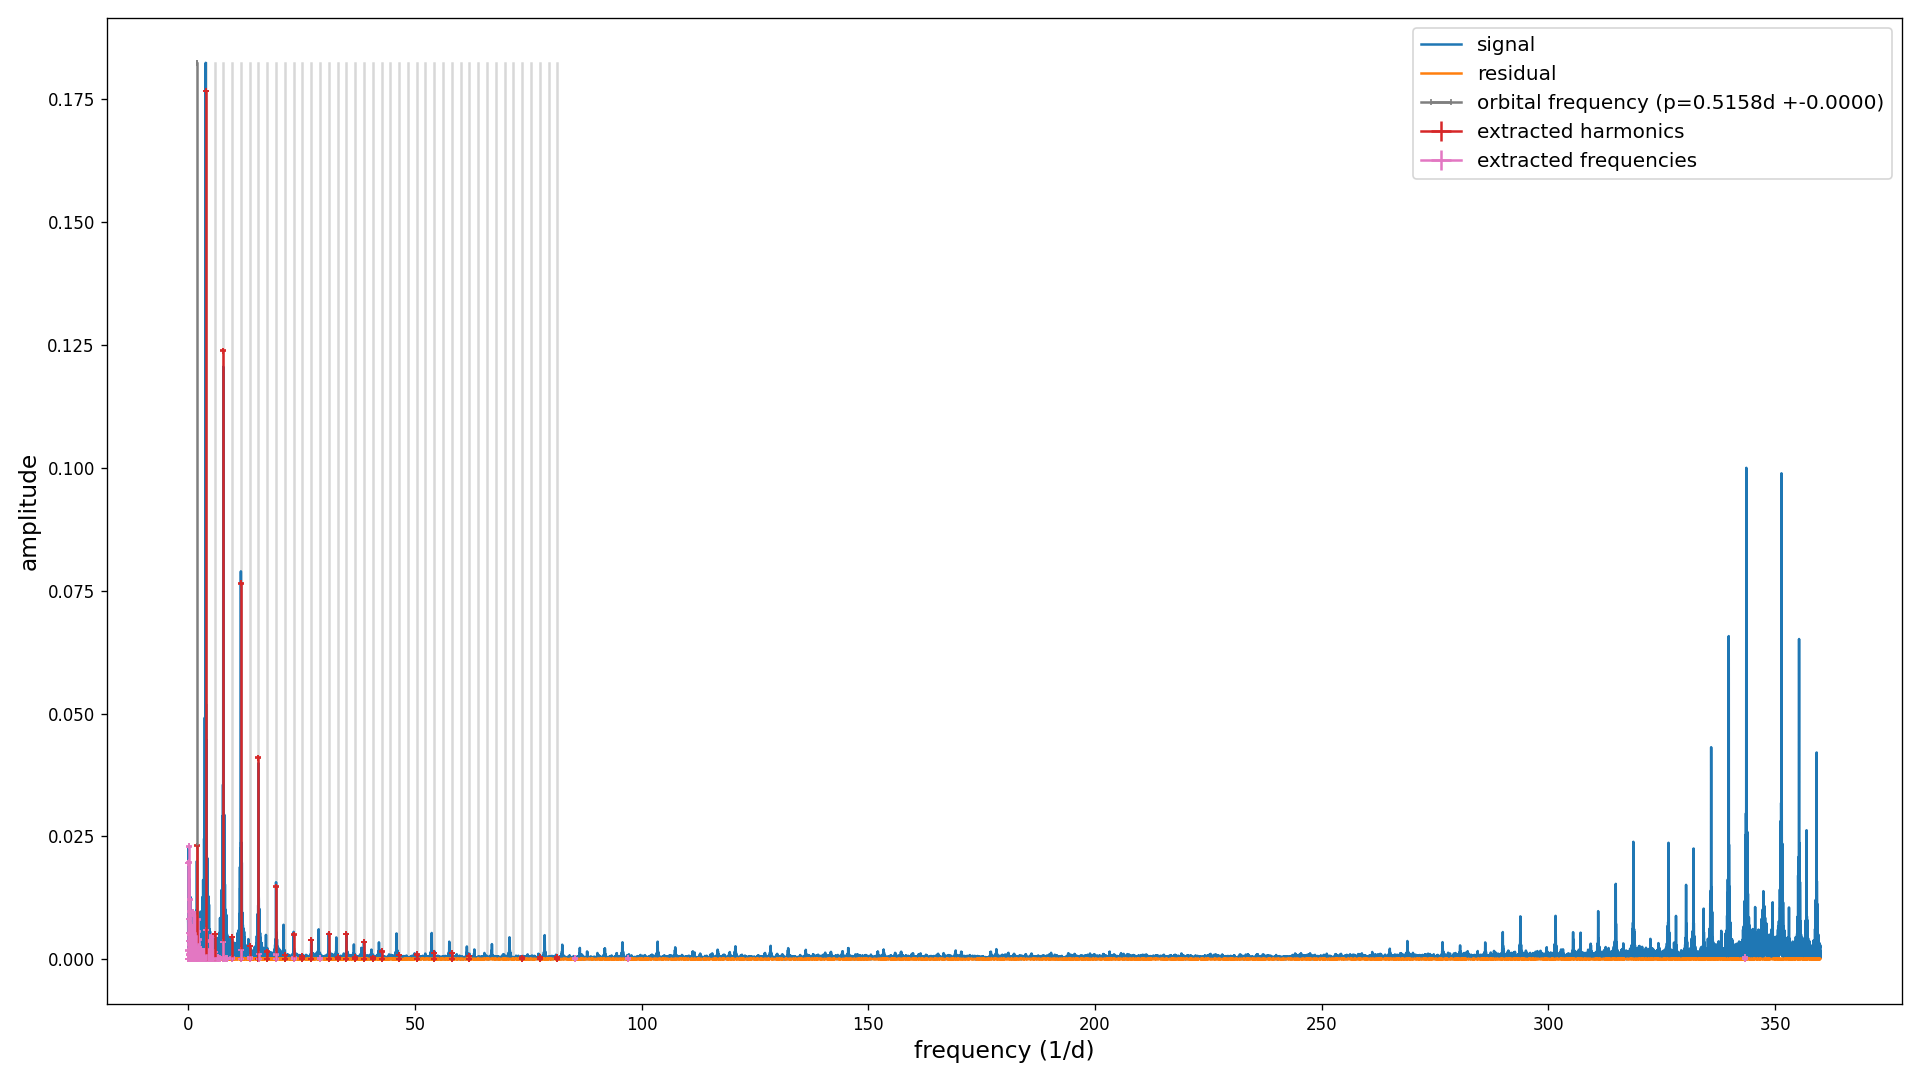 signal
residual
orbital frequency (p=0.5158d +-0.0000)
extracted harmonics
extracted frequencies
0.175
0.150
0.125
0.100
0.075
0.050
0.025
0.000
amplitude
0 50 100 150 200 250 300 350
frequency (1/d)